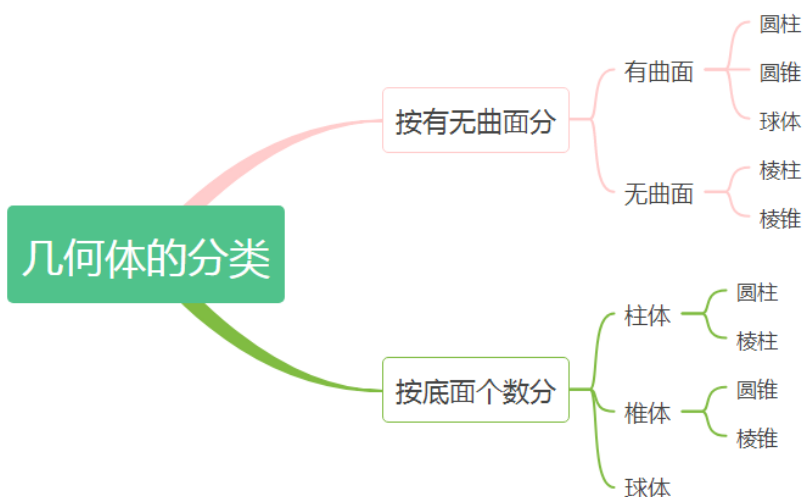 几何体的分类
按有无曲面分
有曲面
圆柱
圆锥
球体
无曲面
棱柱
棱锥
按底面个数分
柱体
圆柱
棱柱
椎体
圆锥
棱锥
球体